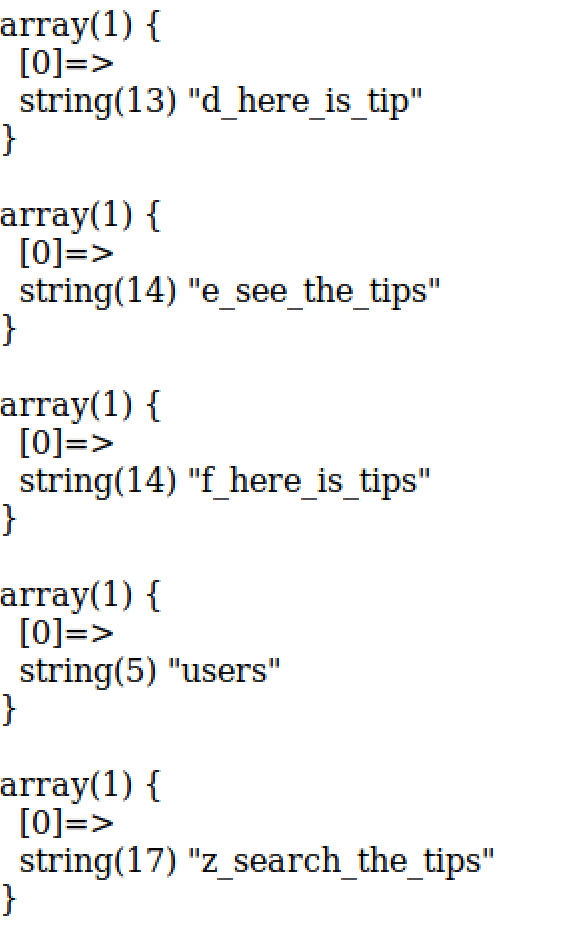 array(1) {
  [0]=>
  string(13) "d_here_is_tip"
}
array(1) {
  [0]=>
  string(14) "e_see_the_tips"
}
array(1) {
  [0]=>
  string(14) "f_here_is_tips"
}
array(1) {
  [0]=>
  string(5) "users"
}
array(1) {
  [0]=>
  string(17) "z_search_the_tips"
}